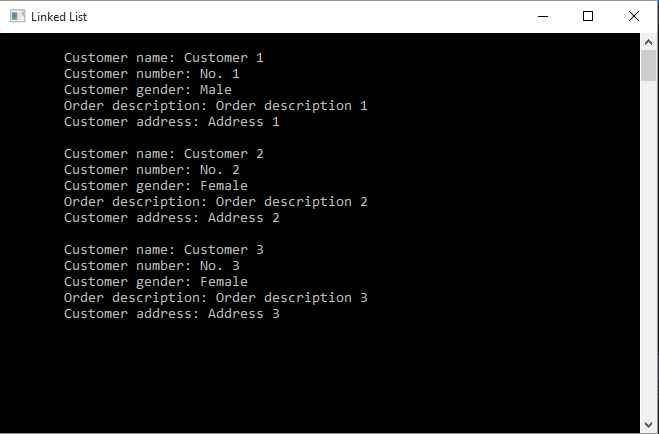 Linked List
Customer name: Customer 1
Customer number: No. 1
Customer gender: Male
Order description: Order description 1
Customer address: Address 1
Customer name: Customer 2
Customer number: No. 2
Customer gender: Female
Order description: Order description 2
Customer address: Address 2
Customer name: Customer 3
Customer number: No. 3
Customer gender: Female
Order description: Order description 3
Customer address: Address 3